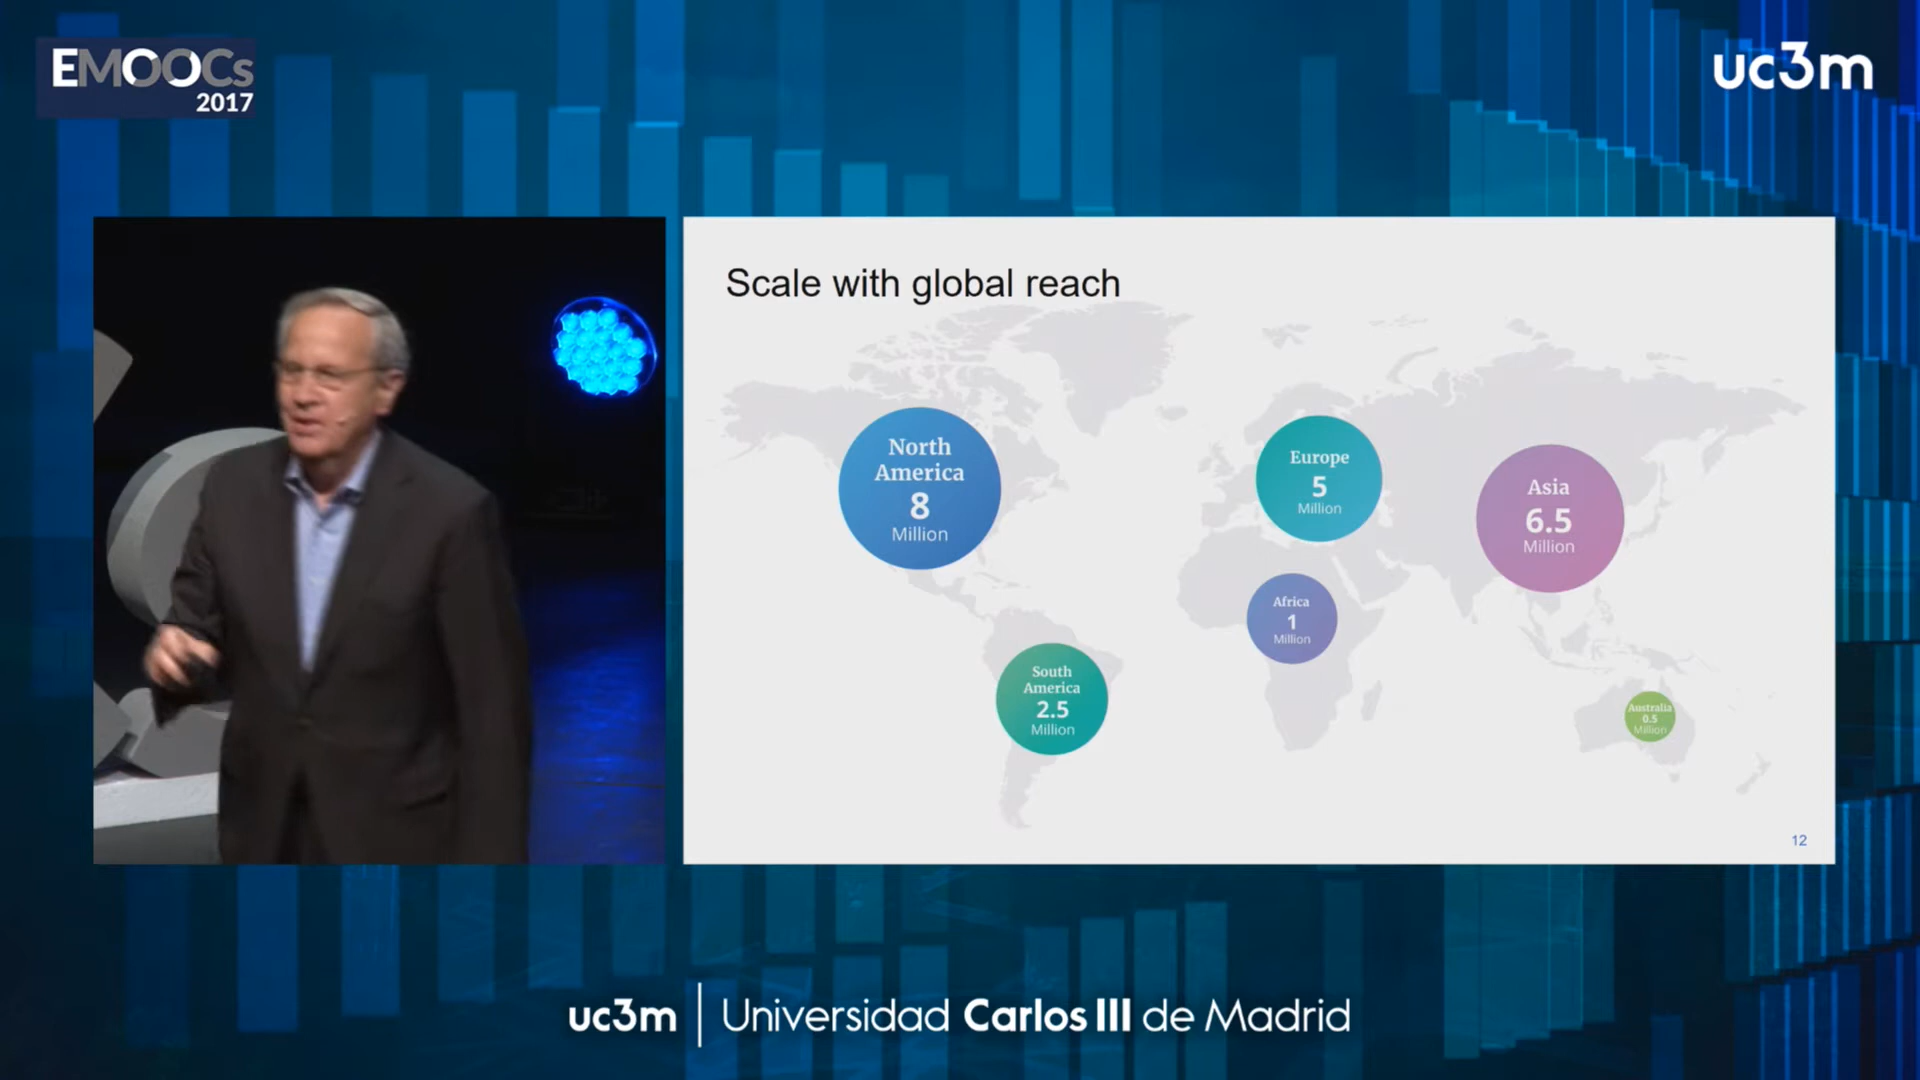 EMOOCs
2017
uc3m
Scale with global reach
North
America
8
Million
Europe
5
Million
Asia
6.5
Million
Africa
1
Million
South
America
2.5
Million
Australia
0.5
Million
12
uc3m | Universidad Carlos III de Madrid